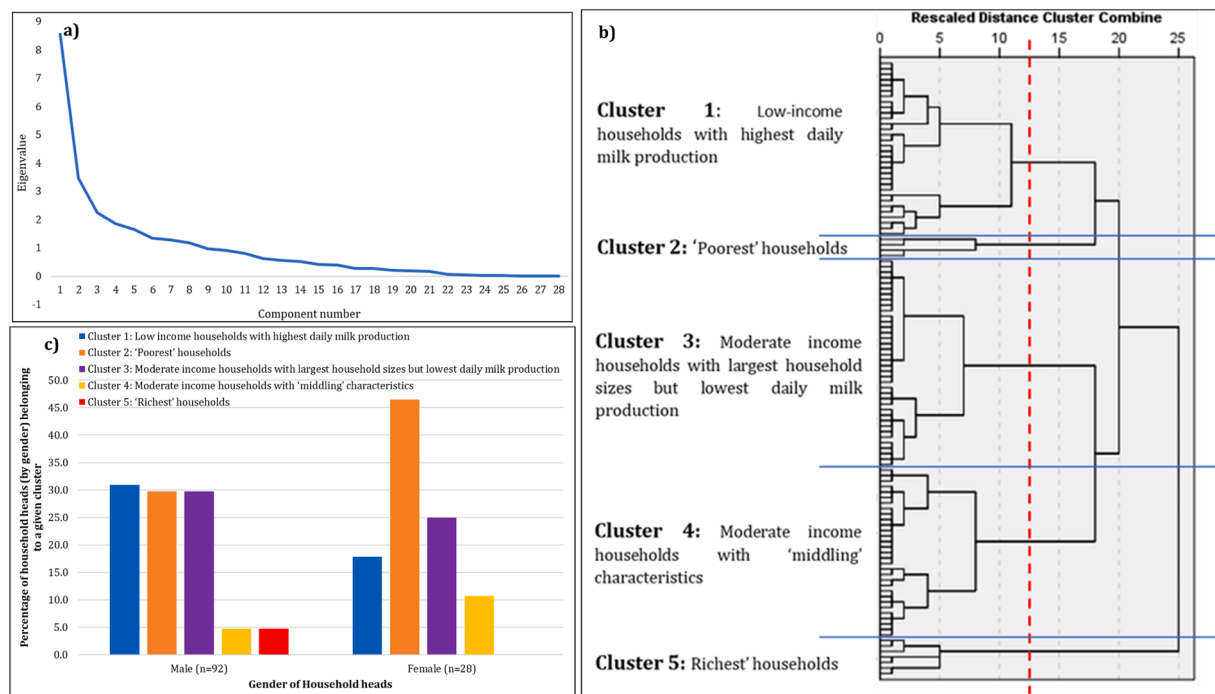 a)
9
8
7
6
5
4
3
2
1
0
-1
Eigenvalue
1 2 3 4 5 6 7 8 9 10 11 12 13 14 15 16 17 18 19 20 21 22 23 24 25 26 27 28
Component number
b)
Rescaled Distance Cluster Combine
0 5 10 15 20 25
Cluster 1: Low-income
households with highest daily
milk production
Cluster 2: ‘Poorest’ households
Cluster 3: Moderate income
households with largest household
sizes but lowest daily milk
production
Cluster 4: Moderate income
households with ‘middling’
characteristics
Cluster 5: Richest’ households
c)
Cluster 1: Low income households with highest daily milk production
Cluster 2: ‘Poorest’ households
Cluster 3: Moderate income households with largest household sizes but lowest daily milk production
Cluster 4: Moderate income households with ‘middling’ characteristics
Cluster 5: ‘Richest’ households
50.0
45.0
40.0
35.0
30.0
25.0
20.0
15.0
10.0
5.0
0.0
Percentage of household heads (by gender) belonging
to a given cluster
Male (n=92) Female (n=28)
Gender of Household heads